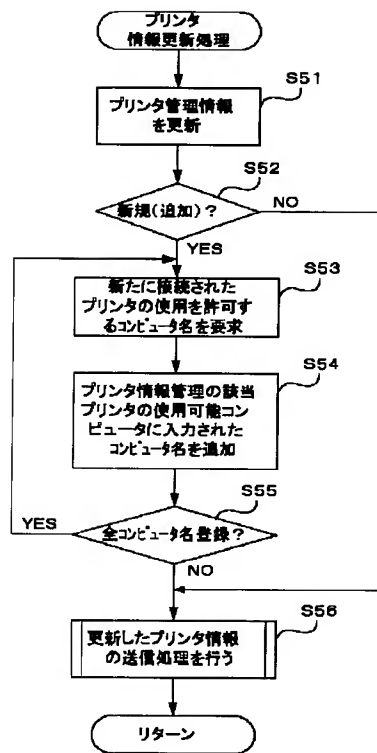 プリンタ
情報更新処理
S51
プリンタ管理情報
を更新
S52
新規(追加)?
NO
YES
S53
新たに接続された
プリンタの使用を許可す
るコンピュータ名を要求
S54
プリンタ情報管理の該当
プリンタの使用可能コン
ピュータに入力された
コンピュータ名を追加
S55
YES
全コンピュータ名登録?
NO
S56
更新したプリンタ情報
の送信処理を行う
リターン